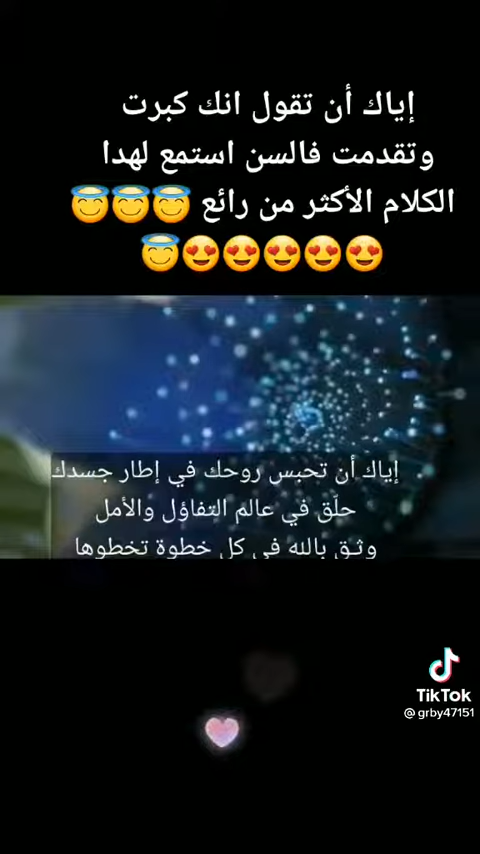 إياك أن تقول انك كبرت
وتقدمت فالسن استمع لهدا
الكلام الأكثر من رائع 😇😇😇
😇😍😍😍😍😍
إياك أن تحبس روحك في إطار جسدك
حلّق في عالم التفاؤل والأمل
وثـق بالله في كل خطوة تخطوها
TikTok
@grby47151